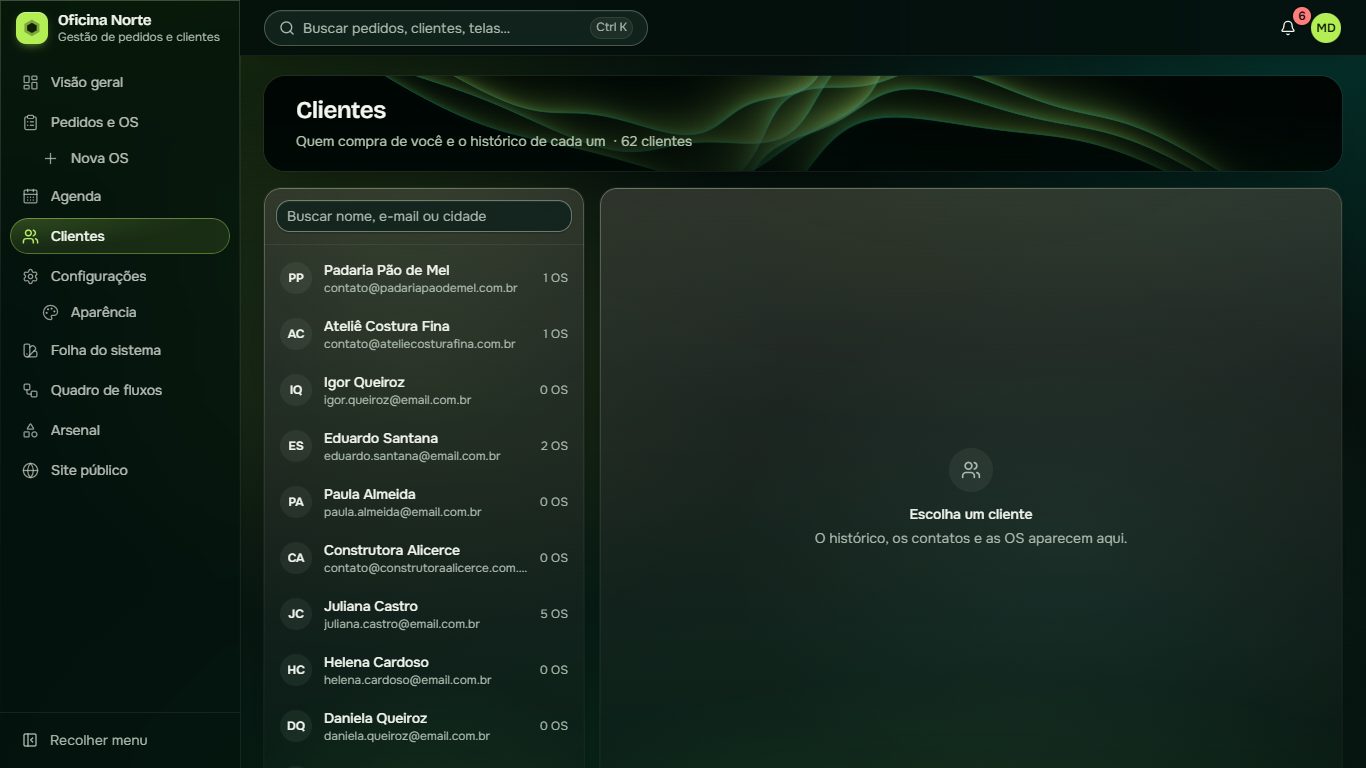 Oficina Norte
Gestão de pedidos e clientes
Buscar pedidos, clientes, telas...
Ctrl K
6
MD
Visão geral
Pedidos e OS
Nova OS
Agenda
Clientes
Configurações
Aparência
Folha do sistema
Quadro de fluxos
Arsenal
Site público
Recolher menu
Clientes
Quem compra de você e o histórico de cada um · 62 clientes
Buscar nome, e-mail ou cidade
PP
Padaria Pão de Mel
contato@padariapaodemel.com.br
1 OS
AC
Ateliê Costura Fina
contato@ateliecosturafina.com.br
1 OS
IQ
Igor Queiroz
igor.queiroz@email.com.br
0 OS
ES
Eduardo Santana
eduardo.santana@email.com.br
2 OS
PA
Paula Almeida
paula.almeida@email.com.br
0 OS
CA
Construtora Alicerce
contato@construtoraalicerce.com....
0 OS
JC
Juliana Castro
juliana.castro@email.com.br
5 OS
HC
Helena Cardoso
helena.cardoso@email.com.br
0 OS
DQ
Daniela Queiroz
daniela.queiroz@email.com.br
0 OS
Escolha um cliente
O histórico, os contatos e as OS aparecem aqui.